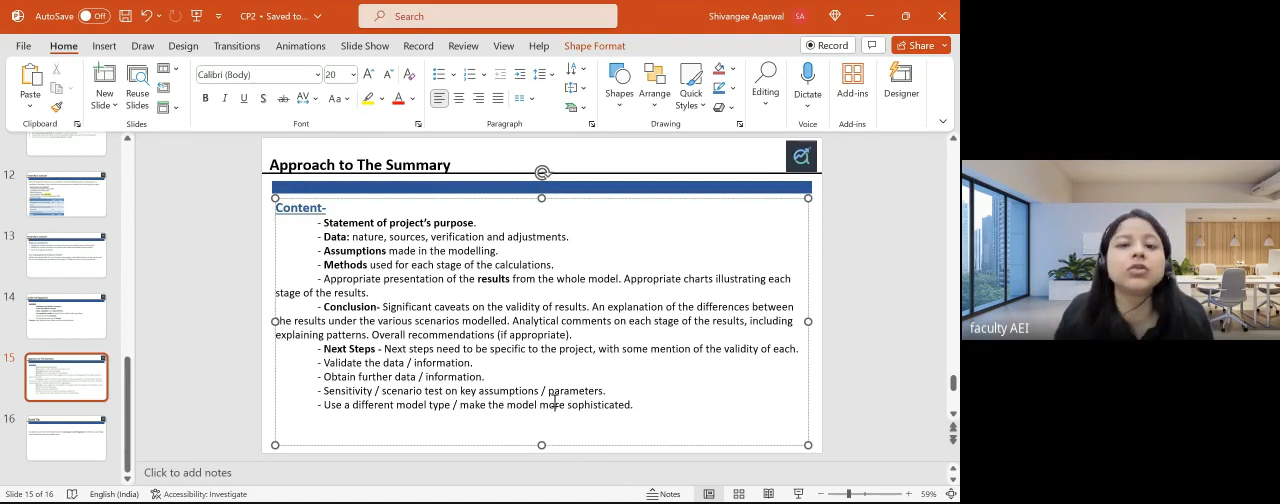 AutoSave Off CP2 • Saved to... Search Shivangee Agarwal SA
File Home Insert Draw Design Transitions Animations Slide Show Record Review View Help Shape Format Record Share
Paste New Slide Reuse Slides Calibri (Body) 20 Shapes Arrange Quick Styles Editing Dictate Add-ins Designer
Clipboard Slides Font Paragraph Drawing Voice Add-ins
12
13
14
15
16
Approach to The Summary
Content-
- Statement of project's purpose.
- Data: nature, sources, verification and adjustments.
- Assumptions made in the modelling.
- Methods used for each stage of the calculations.
- Appropriate presentation of the results from the whole model. Appropriate charts illustrating each
stage of the results.
- Conclusion- Significant caveats on the validity of results. An explanation of the differences between
the results under the various scenarios modelled. Analytical comments on each stage of the results, including
explaining patterns. Overall recommendations (if appropriate).
- Next Steps - Next steps need to be specific to the project, with some mention of the validity of each.
- Validate the data / information.
- Obtain further data / information.
- Sensitivity / scenario test on key assumptions / parameters.
- Use a different model type / make the model more sophisticated.
faculty AEI
Click to add notes
Slide 15 of 16 English (India) Accessibility: Investigate Notes 59%